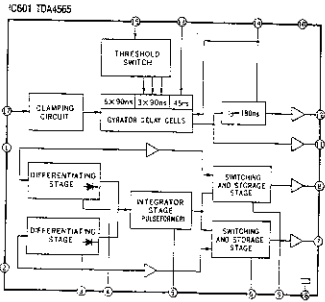 IC601 TDA4565
THRESHOLD
SWITCH
5×90ns 3×90ns 45ns
GYRATOR DELAY CELLS
CLAMPING
CIRCUIT
180ns
DIFFERENTIATING
STAGE
INTEGRATOR
STAGE
PULSEFORMER
SWITCHING
AND STORAGE
STAGE
DIFFERENTIATING
STAGE
SWITCHING
AND STORAGE
STAGE